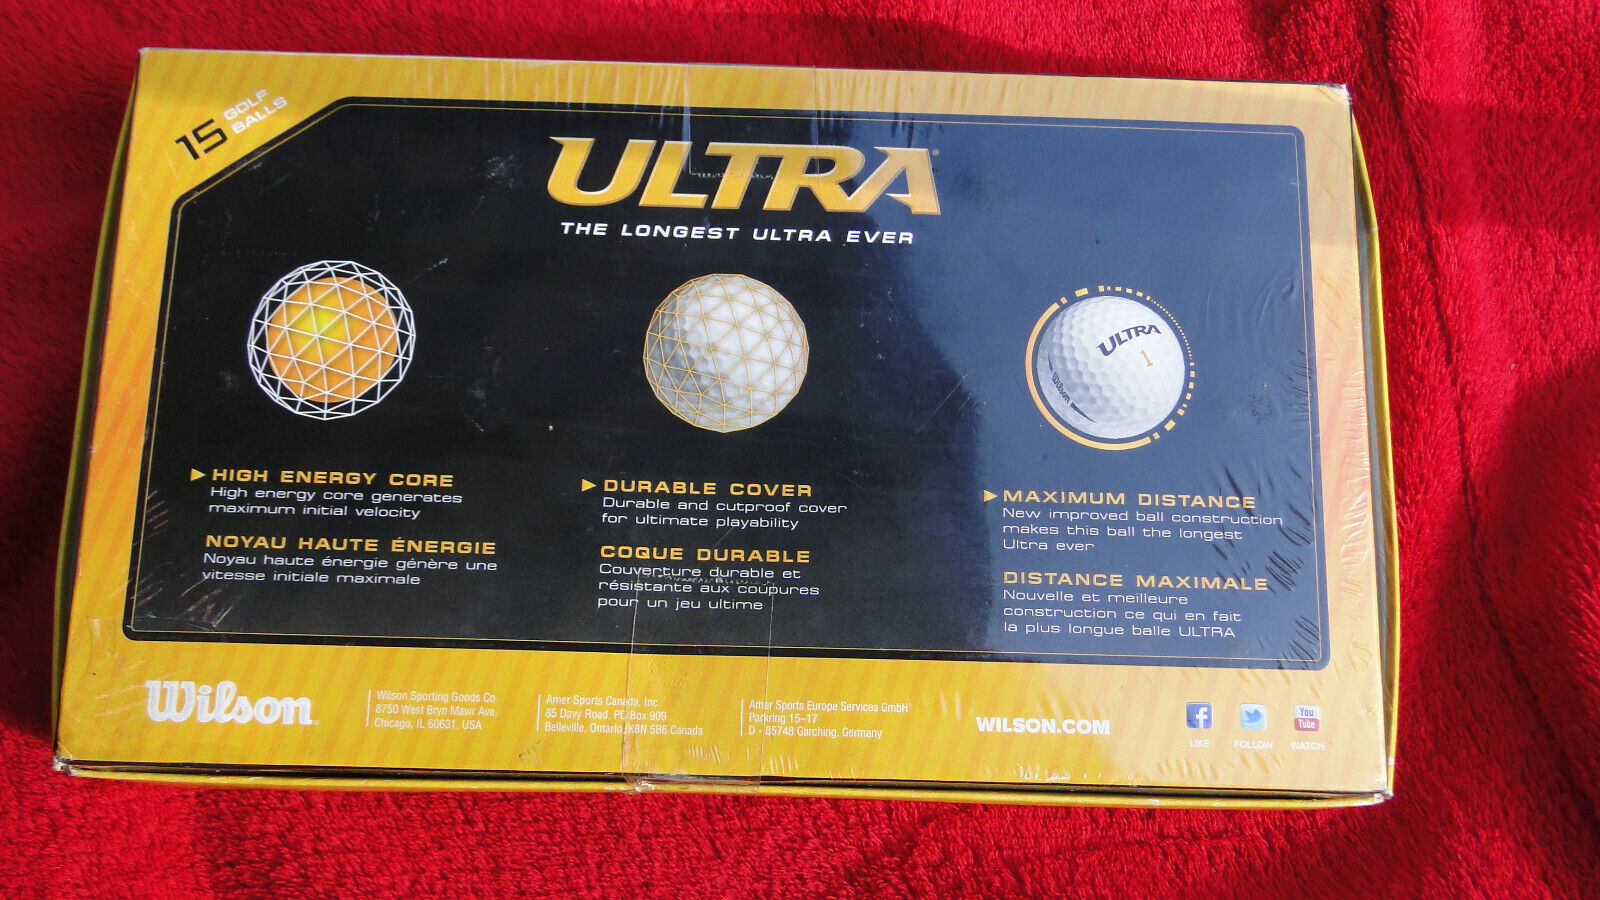 15 GOLF
BALLS
ULTRA®
THE LONGEST ULTRA EVER
ULTRA
1
Wilson
HIGH ENERGY CORE
High energy core generates
maximum initial velocity
NOYAU HAUTE ÉNERGIE
Noyau haute énergie génère une
vitesse initiale maximale
DURABLE COVER
Durable and cutproof cover
for ultimate playability
COQUE DURABLE
Couverture durable et
résistante aux coupures
pour un jeu ultime
MAXIMUM DISTANCE
New improved ball construction
makes this ball the longest
Ultra ever
DISTANCE MAXIMALE
Nouvelle et meilleure
construction ce qui en fait
la plus longue balle ULTRA
Wilson
Wilson Sporting Goods Co.
8750 West Bryn Mawr Ave.
Chicago, IL 60631, USA
Amer Sports Canada, Inc.
85 Davy Road, PO Box 909
Belleville, Ontario K8N 5B6 Canada
Amer Sports Europe Services GmbH
Parkring 15-17
D - 85748 Garching, Germany
WILSON.COM
f
LIKE
FOLLOW
You
Tube
WATCH